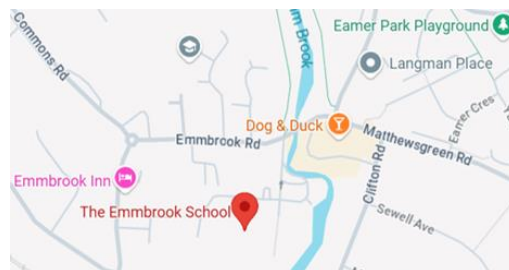 Commons Rd
m Brook
Eamer Park Playground
Langman Place
Emmbrook Rd
Dog & Duck
Matthewsgreen Rd
Eamer Cres
Clifton Rd
Emmbrook Inn
The Emmbrook School
Sewell Ave